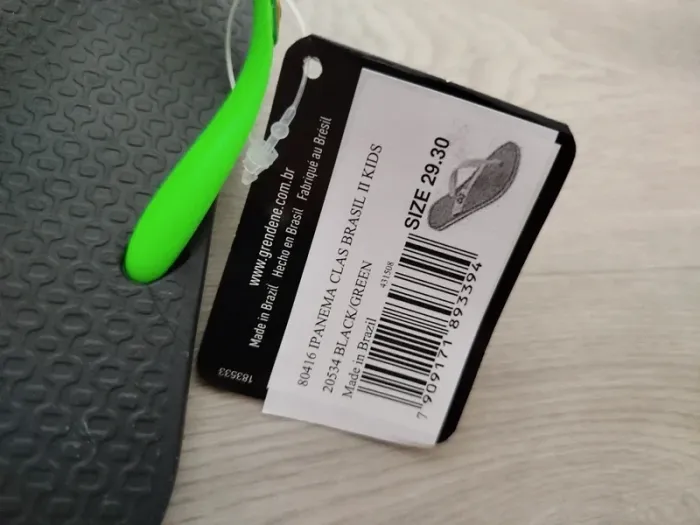 www.grendene.com.br
Made in Brazil Hecho en Brasil Fabriqué au Brésil
183533
80416 IPANEMA CLAS BRASIL II KIDS
20534 BLACK/GREEN
Made in Brazil
431508
SIZE 29.30
7 909171 893394